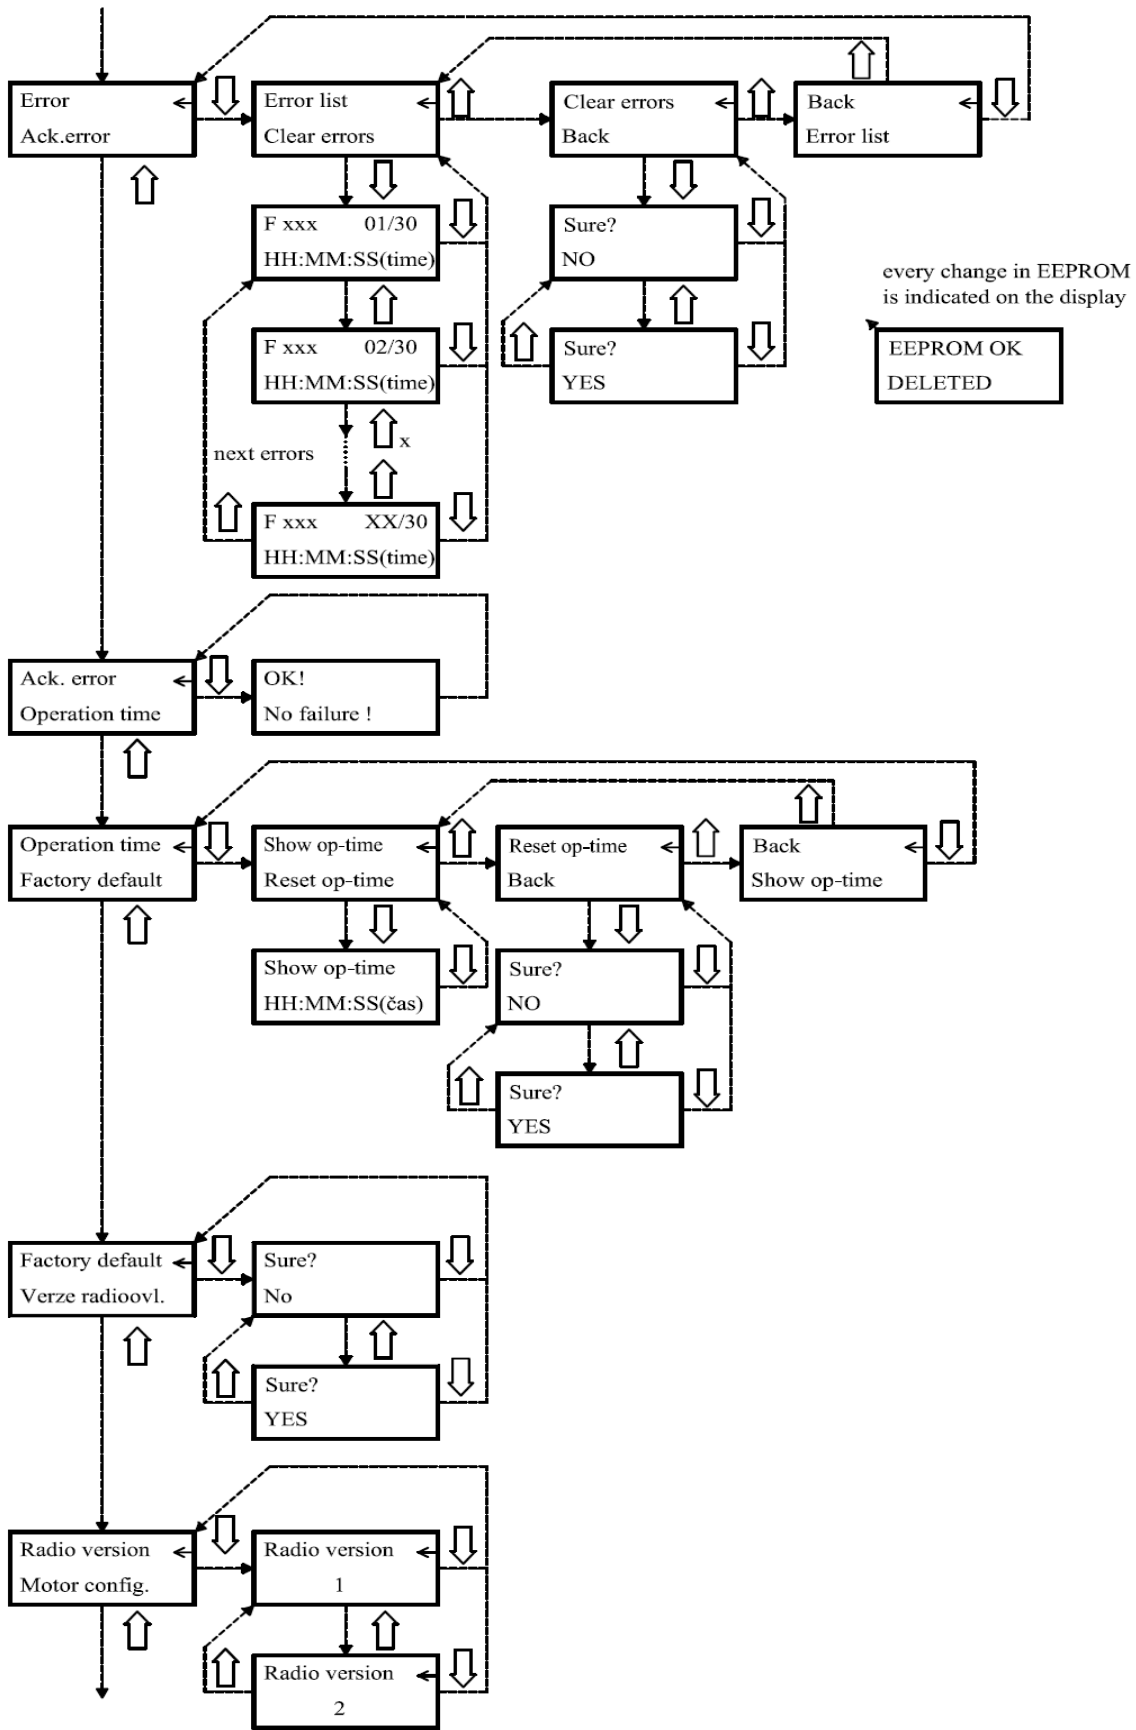 Error
Ack.error
Error list
Clear errors
Clear errors
Back
Back
Error list
F xxx 01/30
HH:MM:SS(time)
Sure?
NO
every change in EEPROM
is indicated on the display
F xxx 02/30
HH:MM:SS(time)
Sure?
YES
EEPROM OK
DELETED
x
next errors
F xxx XX/30
HH:MM:SS(time)
Ack. error
Operation time
OK!
No failure !
Operation time
Factory default
Show op-time
Reset op-time
Reset op-time
Back
Back
Show op-time
Show op-time
HH:MM:SS(čas)
Sure?
NO
Sure?
YES
Factory default
Verze radioovl.
Sure?
No
Sure?
YES
Radio version
Motor config.
Radio version
1
Radio version
2